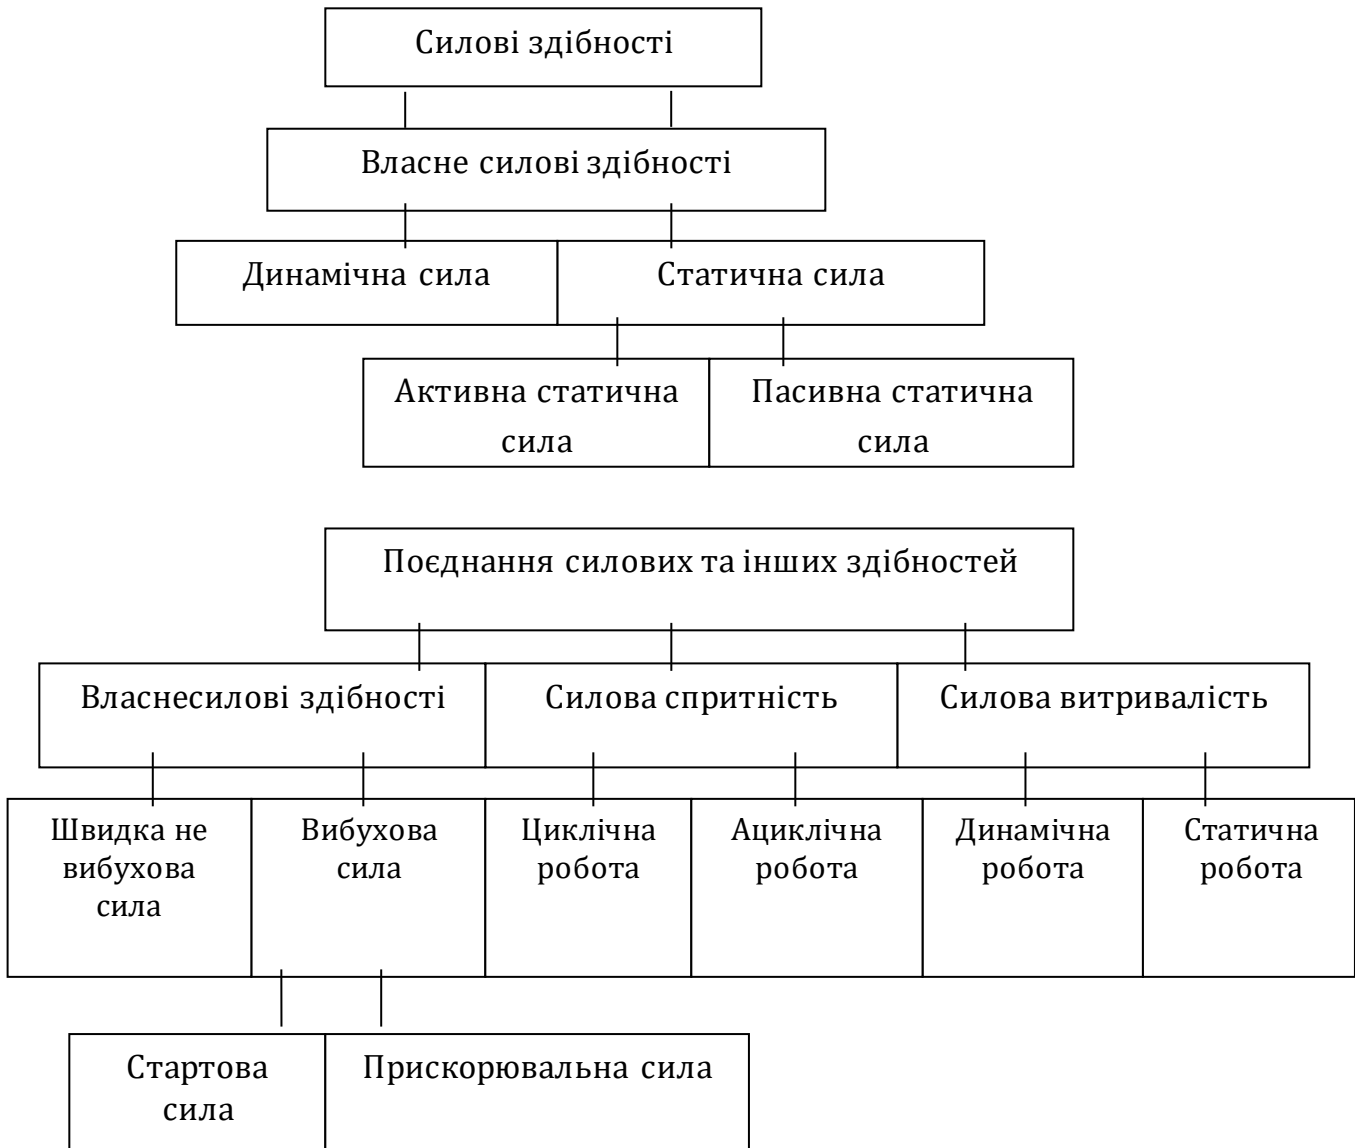 Силові здібності
Власне силові здібності
Динамічна сила
Статична сила
Активна статична
сила
Пасивна статична
сила
Поєднання силових та інших здібностей
Власнесилові здібності
Силова спритність
Силова витривалість
Швидка не
вибухова
сила
Вибухова
сила
Циклічна
робота
Ациклічна
робота
Динамічна
робота
Статична
робота
Стартова
сила
Прискорювальна сила